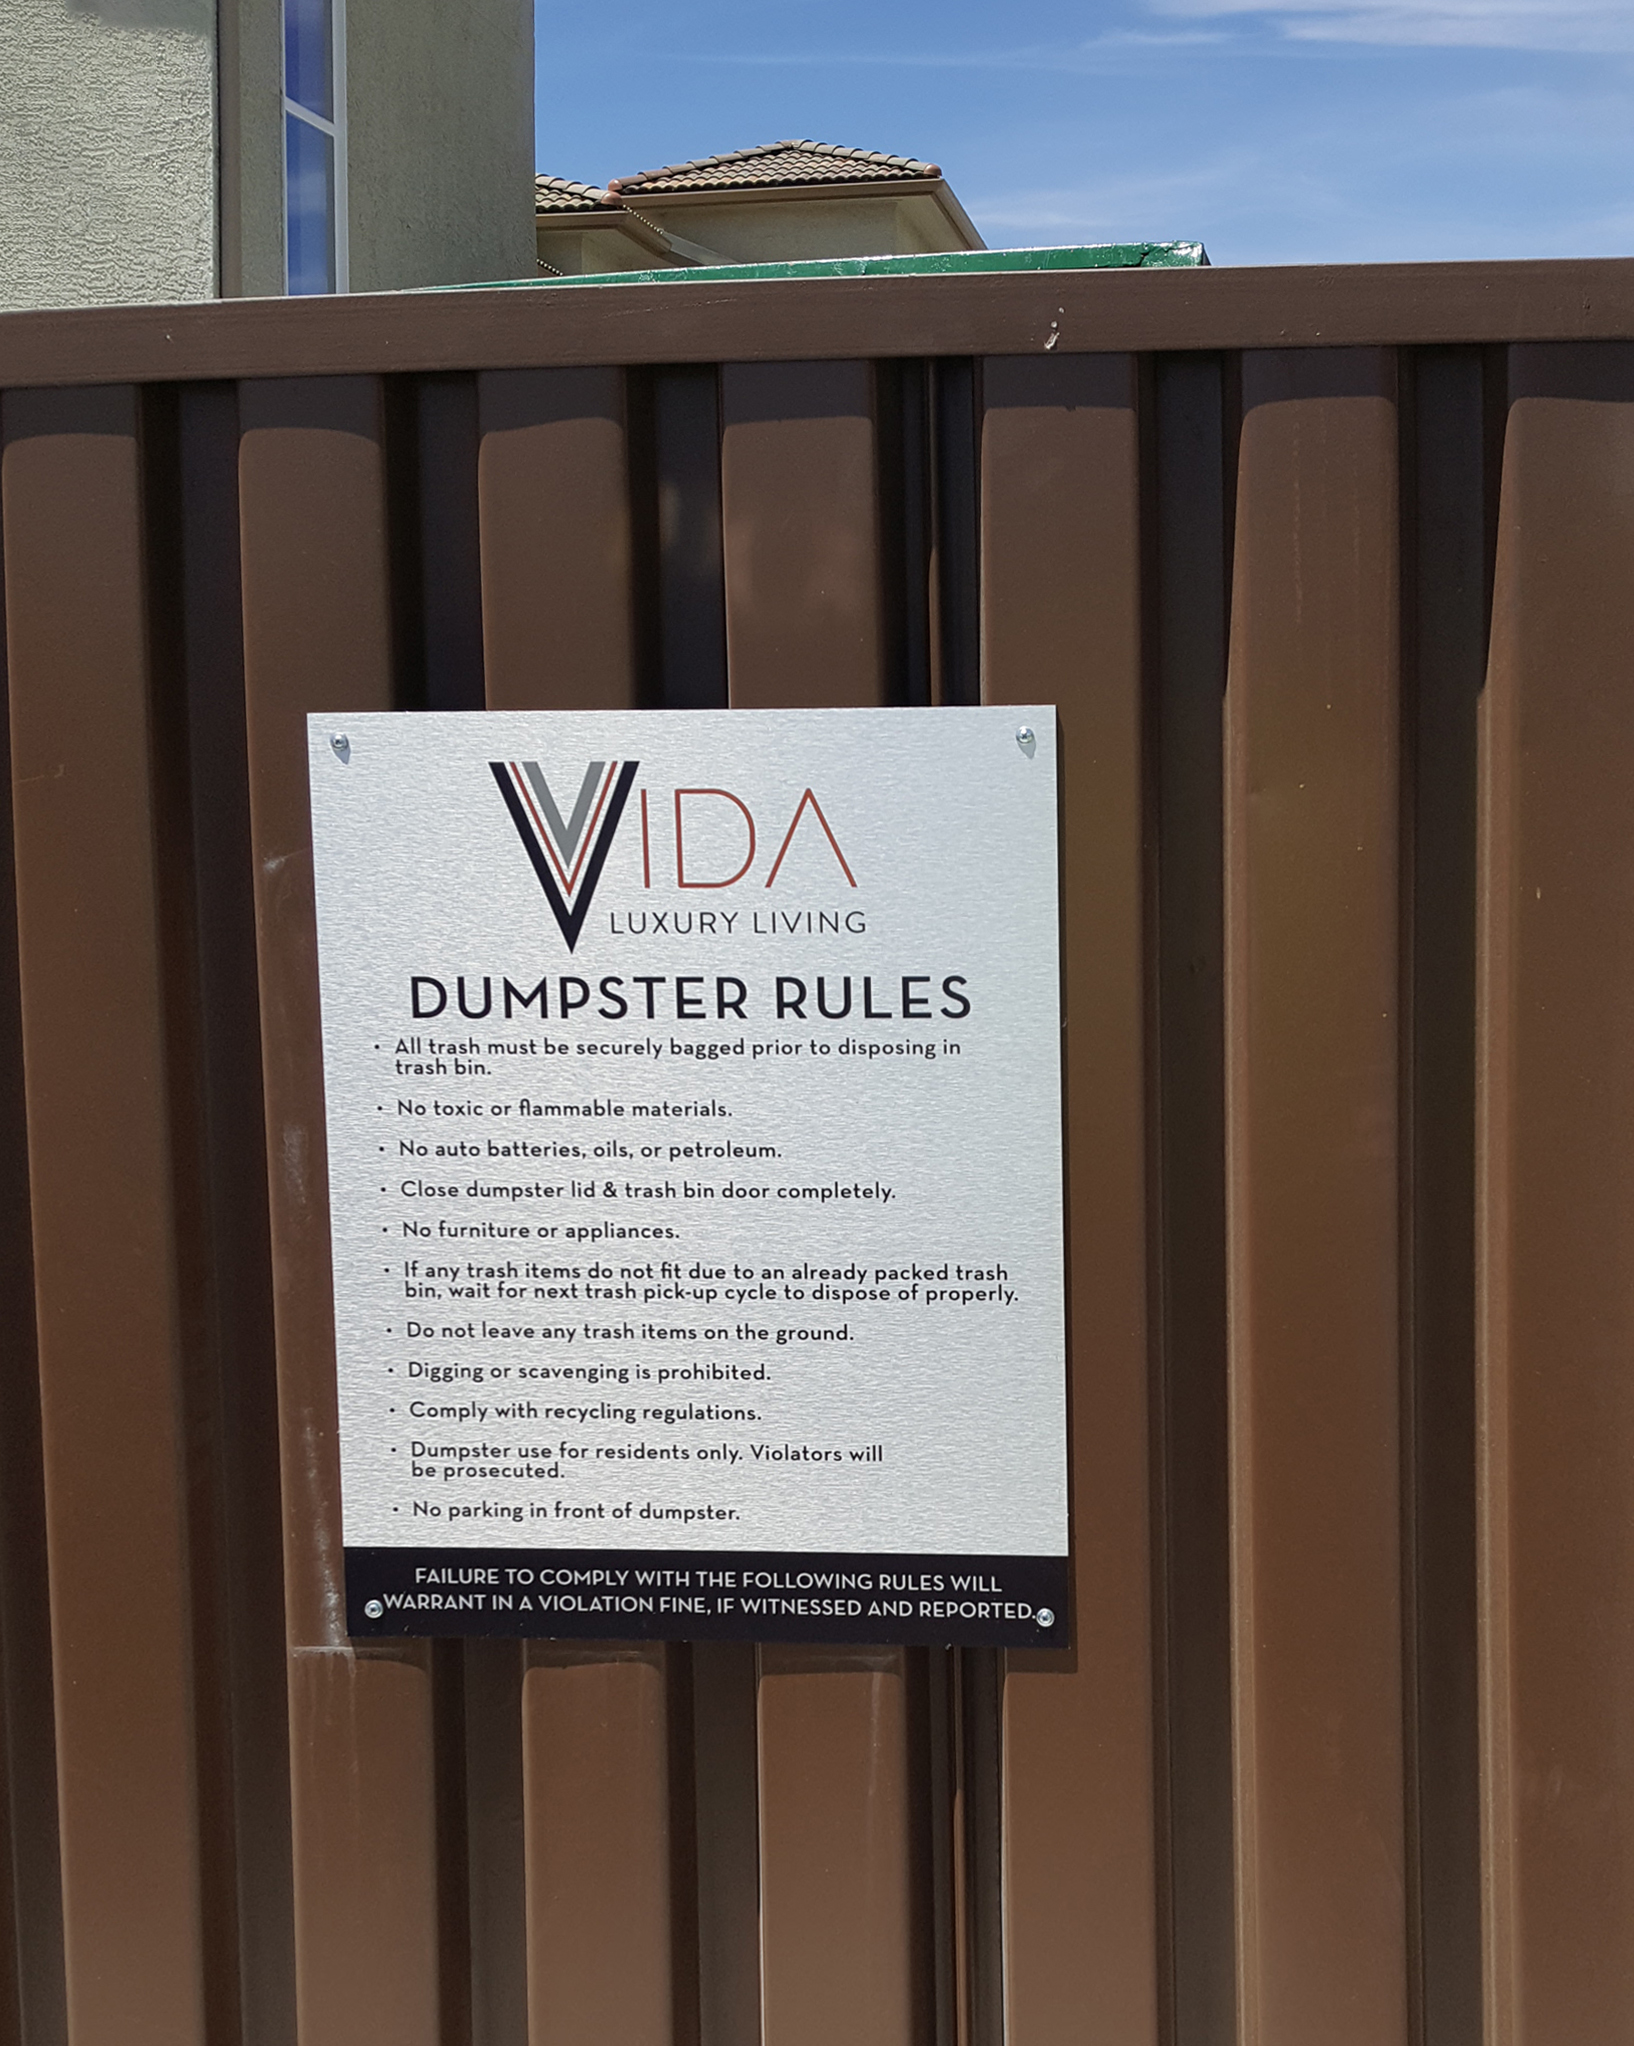 VIDA
LUXURY LIVING
DUMPSTER RULES
• All trash must be securely bagged prior to disposing in
trash bin.
• No toxic or flammable materials.
• No auto batteries, oils, or petroleum.
• Close dumpster lid & trash bin door completely.
• No furniture or appliances.
• If any trash items do not fit due to an already packed trash
bin, wait for next trash pick-up cycle to dispose of properly.
• Do not leave any trash items on the ground.
• Digging or scavenging is prohibited.
• Comply with recycling regulations.
• Dumpster use for residents only. Violators will
be prosecuted.
• No parking in front of dumpster.
FAILURE TO COMPLY WITH THE FOLLOWING RULES WILL
WARRANT IN A VIOLATION FINE, IF WITNESSED AND REPORTED.